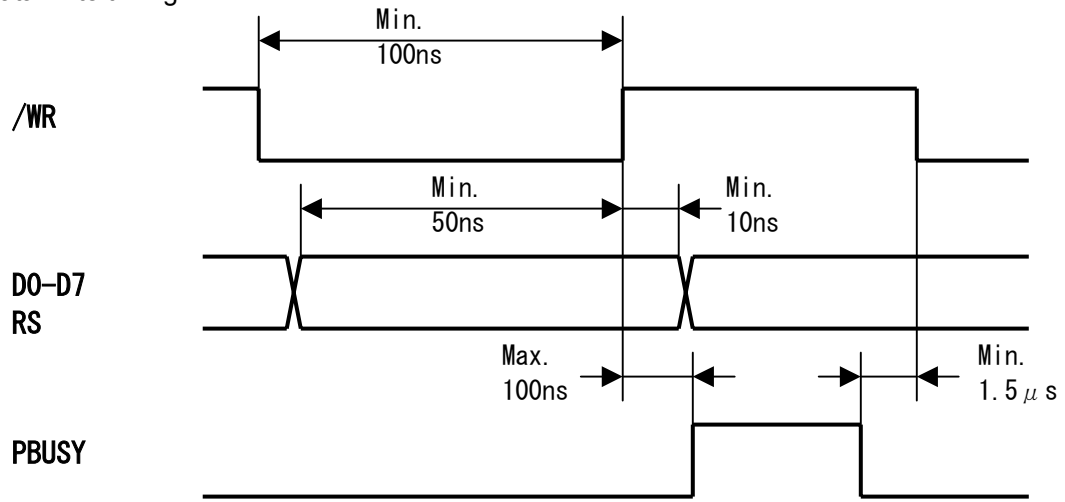 Min.
100ns
/WR
Min.
50ns
Min.
10ns
D0-D7
RS
Max.
100ns
Min.
1.5μs
PBUSY